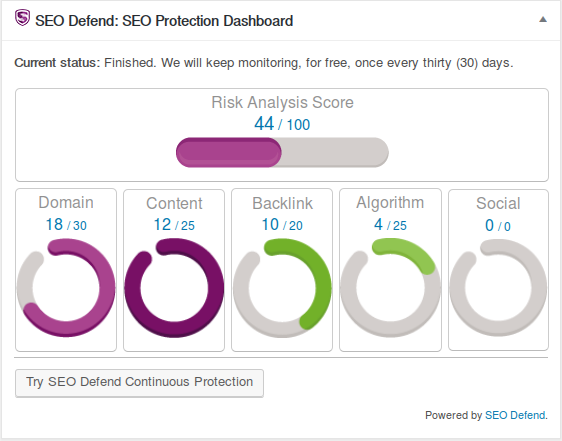 SEO Defend: SEO Protection Dashboard
Current status: Finished. We will keep monitoring, for free, once every thirty (30) days.
Risk Analysis Score
44 / 100
Domain Content Backlink Algorithm Social
18 / 30 12 / 25 10 / 20 4 / 25 0 / 0
Try SEO Defend Continuous Protection
Powered by SEO Defend.